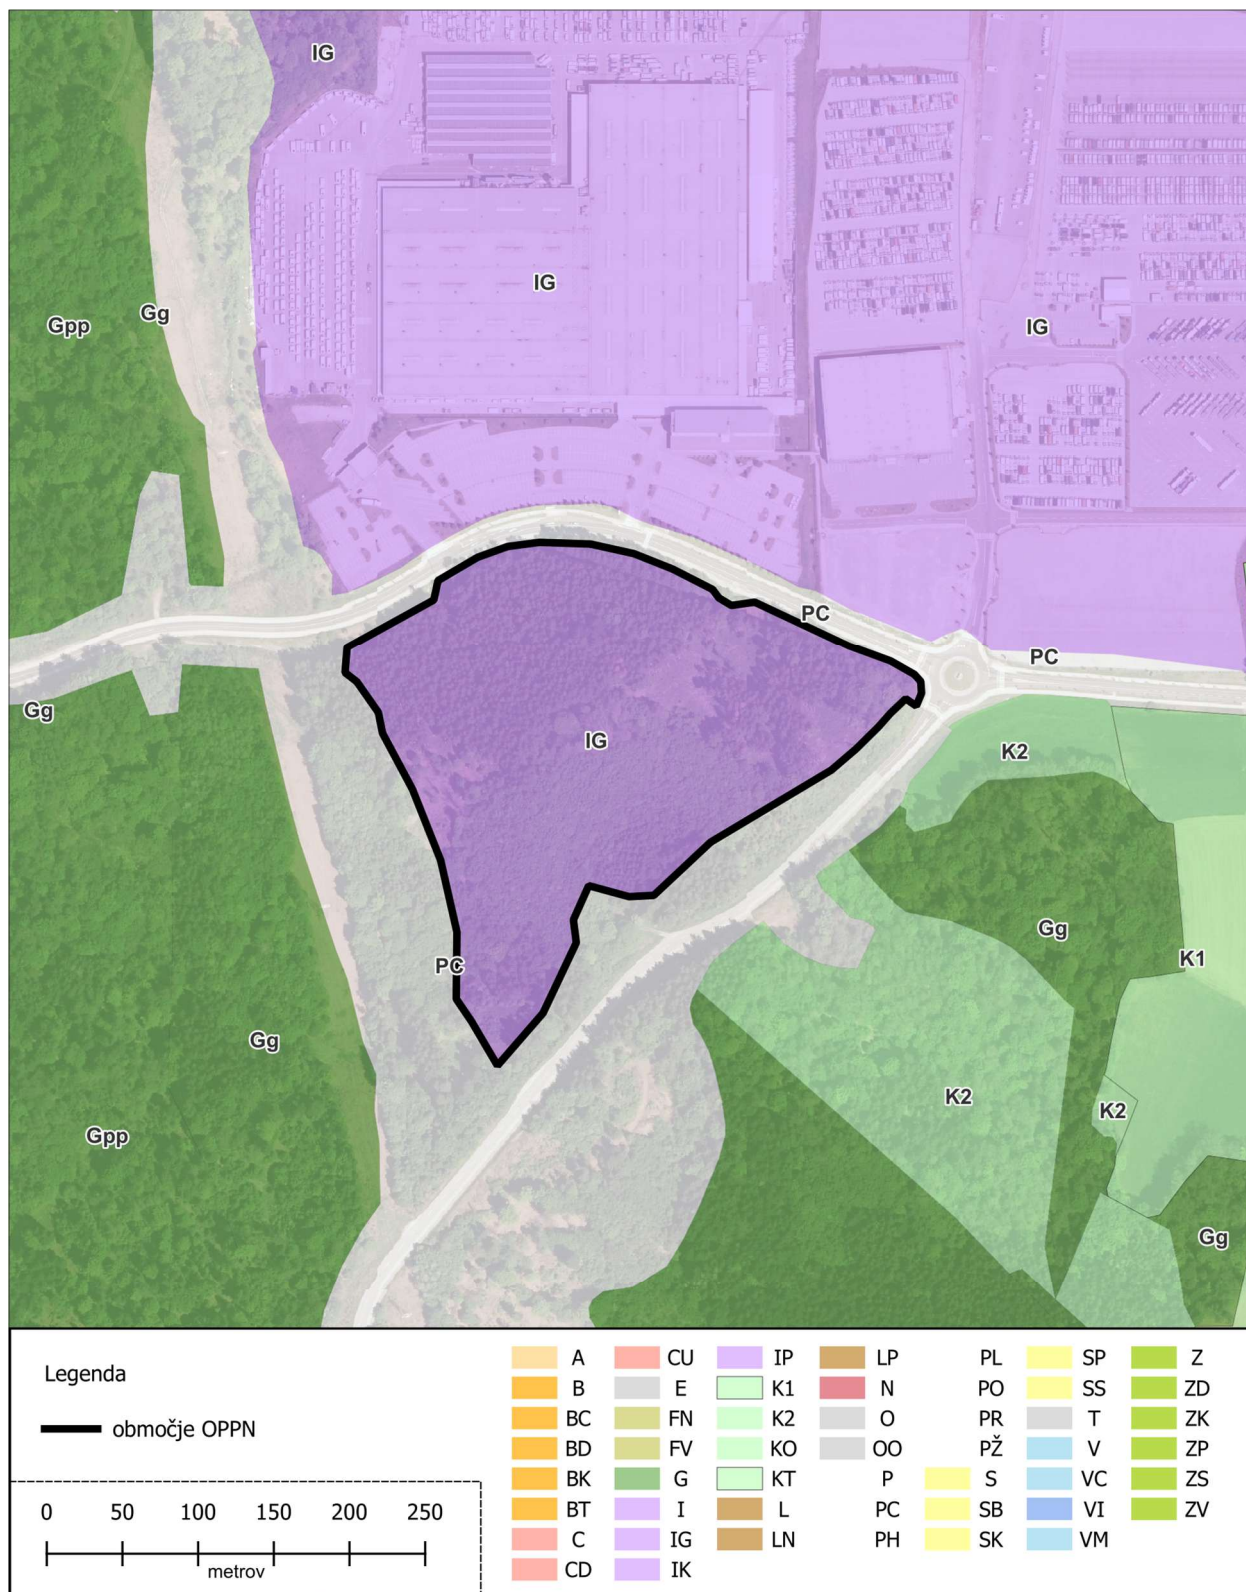 IG
IG
Gg
Gpp
IG
PC
PC
Gg
IG
K2
Gg
K1
PC
Gg
K2
K2
Gpp
Gg
Legenda
območje OPPN
0 50 100 150 200 250
metrov
A CU IP LP PL SP Z
B E K1 N PO SS ZD
BC FN K2 O PR T ZK
BD FV KO OO PŽ V ZP
BK G KT P S VC ZS
BT I L PC SB VI ZV
C IG LN PH SK VM
CD IK